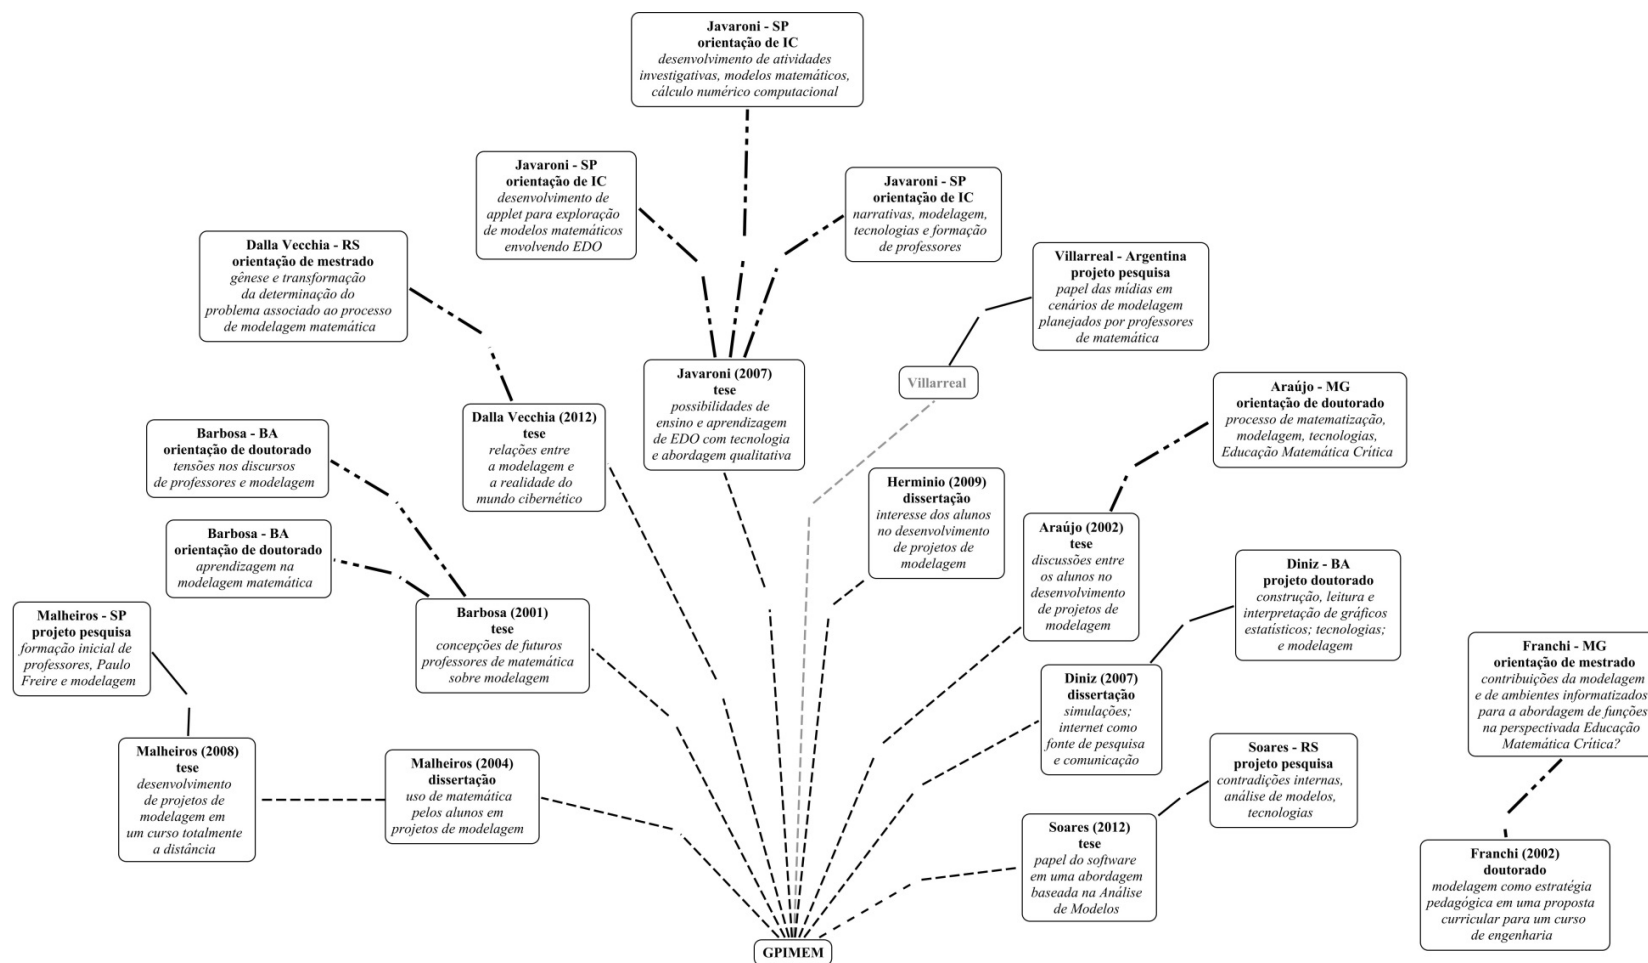 Javaroni - SP
orientação de IC
desenvolvimento de atividades
investigativas, modelos matemáticos,
cálculo numérico computacional
Javaroni - SP
orientação de IC
desenvolvimento de
applet para exploração
de modelos matemáticos
envolvendo EDO
Javaroni - SP
orientação de IC
narrativas, modelagem,
tecnologias e formação
de professores
Dalla Vecchia - RS
orientação de mestrado
gênese e transformação
da determinação do
problema associado ao processo
de modelagem matemática
Villarreal - Argentina
projeto pesquisa
papel das mídias em
cenários de modelagem
planejados por professores
de matemática
Javaroni (2007)
tese
possibilidades de
ensino e aprendizagem
de EDO com tecnologia
e abordagem qualitativa
Villarreal
Araújo - MG
orientação de doutorado
processo de matematização,
modelagem, tecnologias,
Educação Matemática Crítica
Dalla Vecchia (2012)
tese
relações entre
a modelagem e
a realidade do
mundo cibernético
Barbosa - BA
orientação de doutorado
tensões nos discursos
de professores e modelagem
Herminio (2009)
dissertação
interesse dos alunos
no desenvolvimento
de projetos de
modelagem
Araújo (2002)
tese
discussões entre
os alunos no
desenvolvimento
de projetos de
modelagem
Barbosa - BA
orientação de doutorado
aprendizagem na
modelagem matemática
Diniz - BA
projeto doutorado
construção, leitura e
interpretação de gráficos
estatísticos; tecnologias;
e modelagem
Malheiros - SP
projeto pesquisa
formação inicial de
professores, Paulo
Freire e modelagem
Barbosa (2001)
tese
concepções de futuros
professores de matemática
sobre modelagem
Franchi - MG
orientação de mestrado
contribuições da modelagem
e de ambientes informatizados
para a abordagem de funções
na perspectivada Educação
Matemática Crítica?
Diniz (2007)
dissertação
simulações;
internet como
fonte de pesquisa
e comunicação
Malheiros (2008)
tese
desenvolvimento
de projetos de
modelagem em
um curso totalmente
a distância
Malheiros (2004)
dissertação
uso de matemática
pelos alunos em
projetos de modelagem
Soares - RS
projeto pesquisa
contradições internas,
análise de modelos,
tecnologias
Soares (2012)
tese
papel do software
em uma abordagem
baseada na Análise
de Modelos
Franchi (2002)
doutorado
modelagem como estratégia
pedagógica em uma proposta
curricular para um curso
de engenharia
GPIMEM